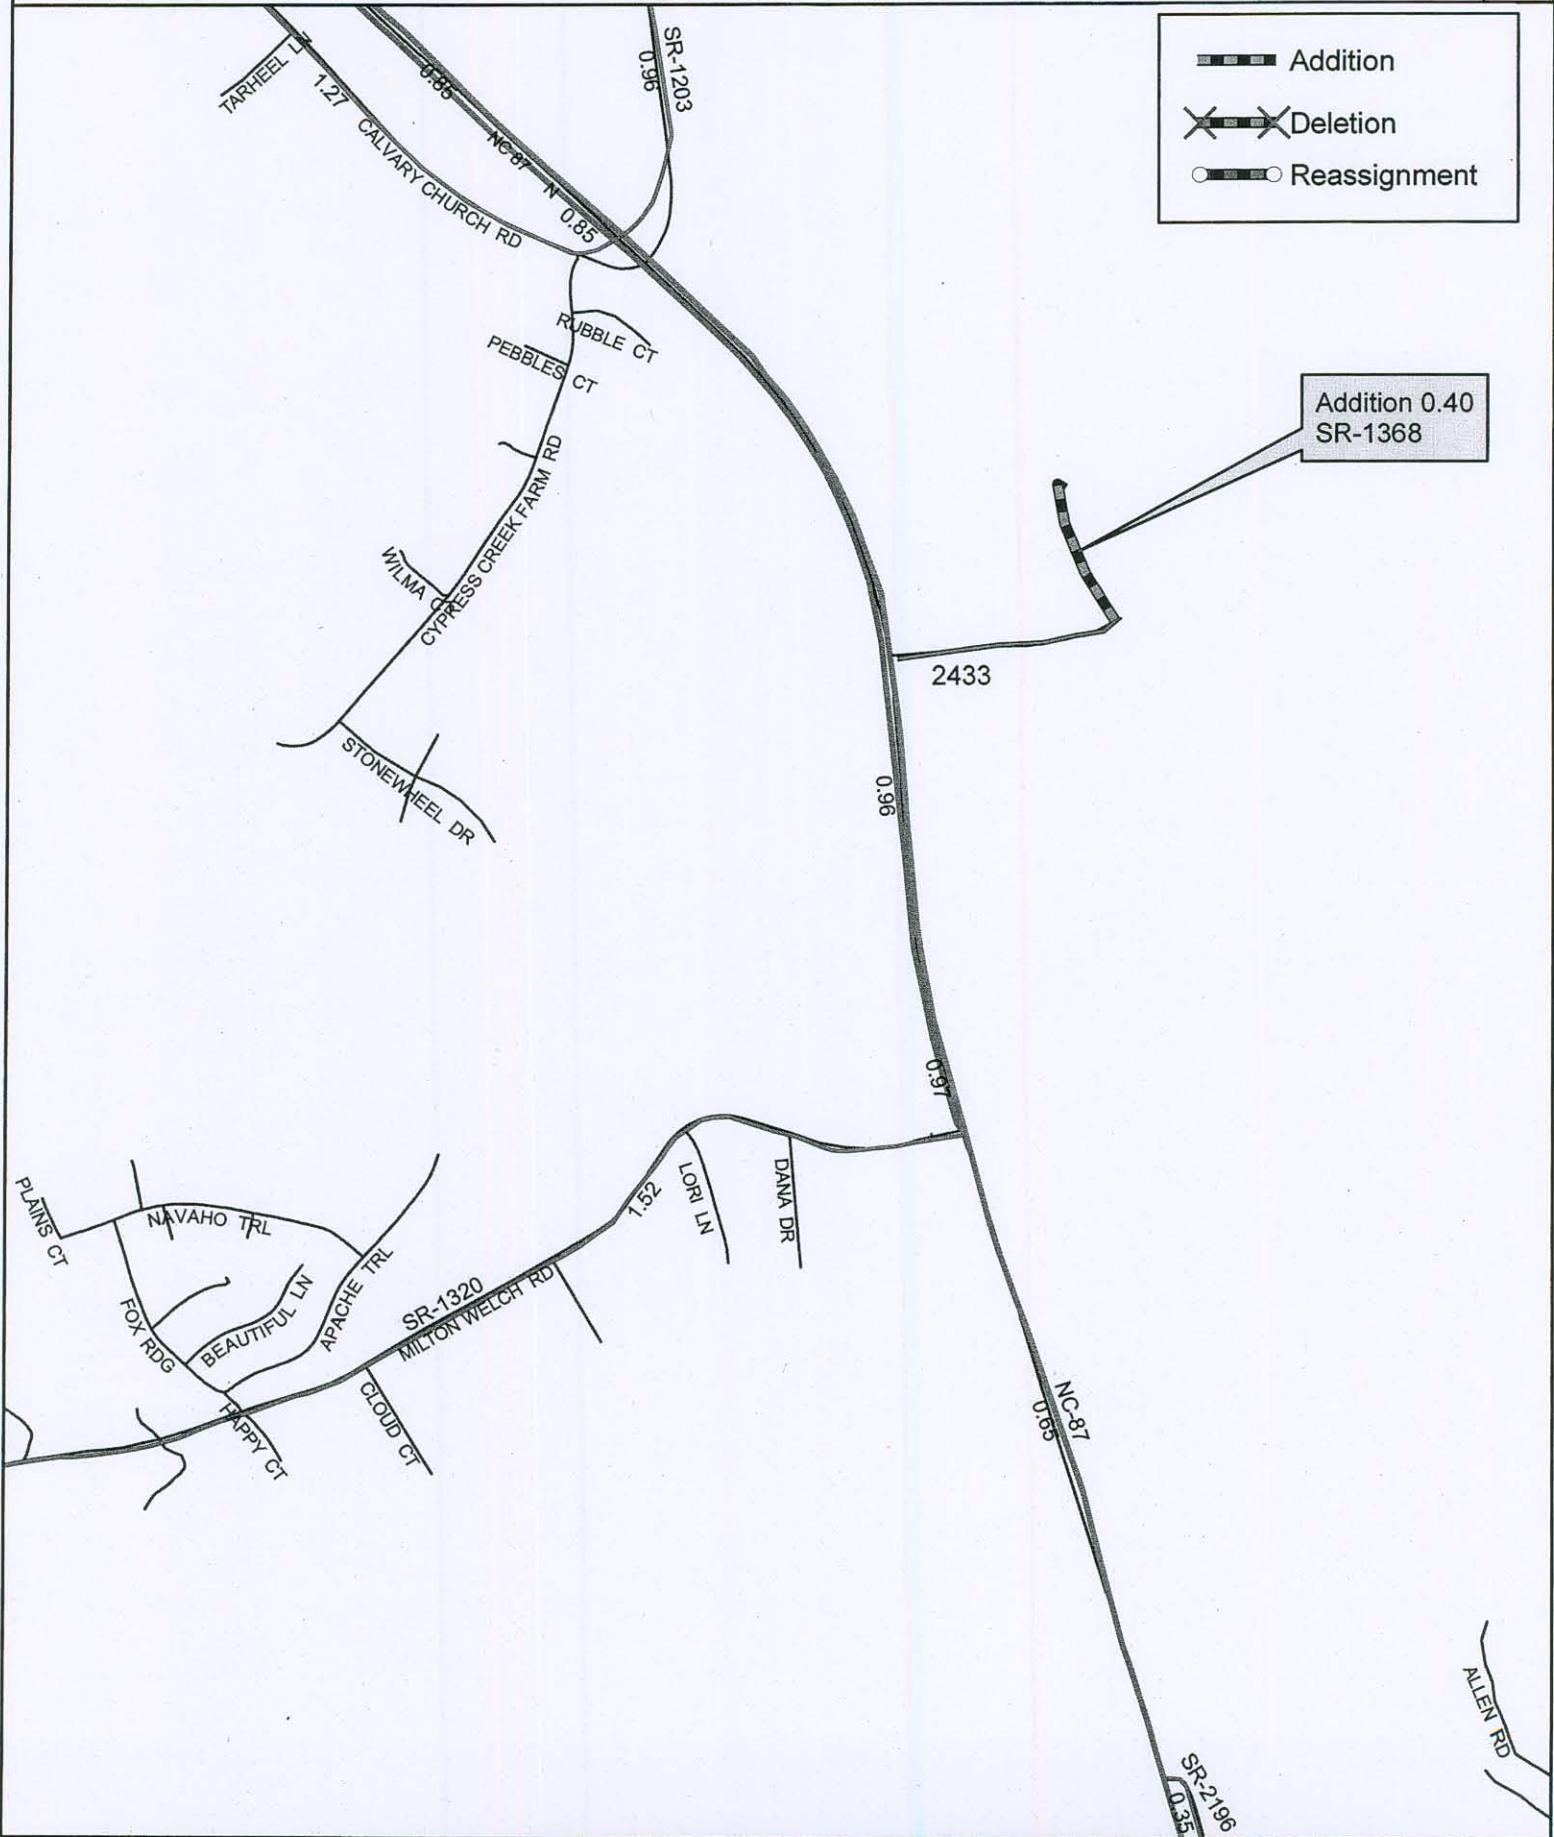 Addition
Deletion
Reassignment
TARHEEL LN
1.27
CALVARY CHURCH RD
0.86
NC-87 N
0.85
SR-1203
0.96
RUBBLE CT
PEBBLES CT
Addition 0.40
SR-1368
CYPRESS CREEK FARM RD
WILMA
2433
STONEWHEEL DR
0.96
0.97
PLAINS CT
NAVAHO TRL
LORI LN
DANA DR
1.52
FOX RDG
BEAUTIFUL LN
APACHE TRL
SR-1320
MILTON WELCH RD
CLOUD CT
HAPPY CT
NC-87
0.65
ALLEN RD
SR-2196
0.35